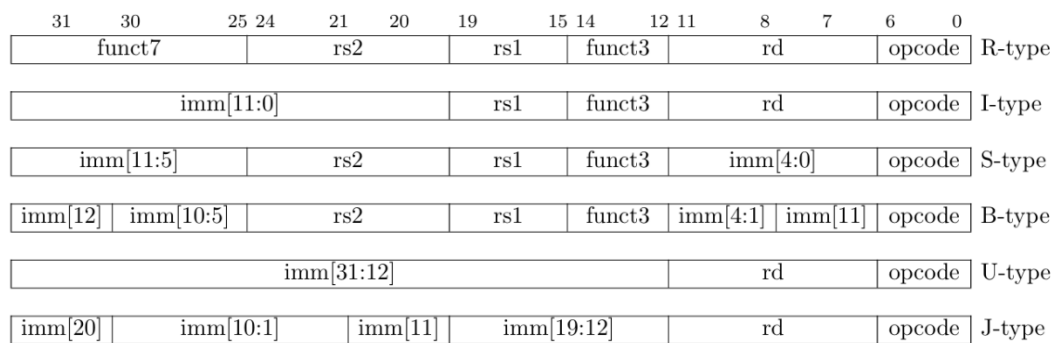 31 30 25 24 21 20 19 15 14 12 11 8 7 6 0
funct7 rs2 rs1 funct3 rd opcode R-type
imm[11:0] rs1 funct3 rd opcode I-type
imm[11:5] rs2 rs1 funct3 imm[4:0] opcode S-type
imm[12] imm[10:5] rs2 rs1 funct3 imm[4:1] imm[11] opcode B-type
imm[31:12] rd opcode U-type
imm[20] imm[10:1] imm[11] imm[19:12] rd opcode J-type